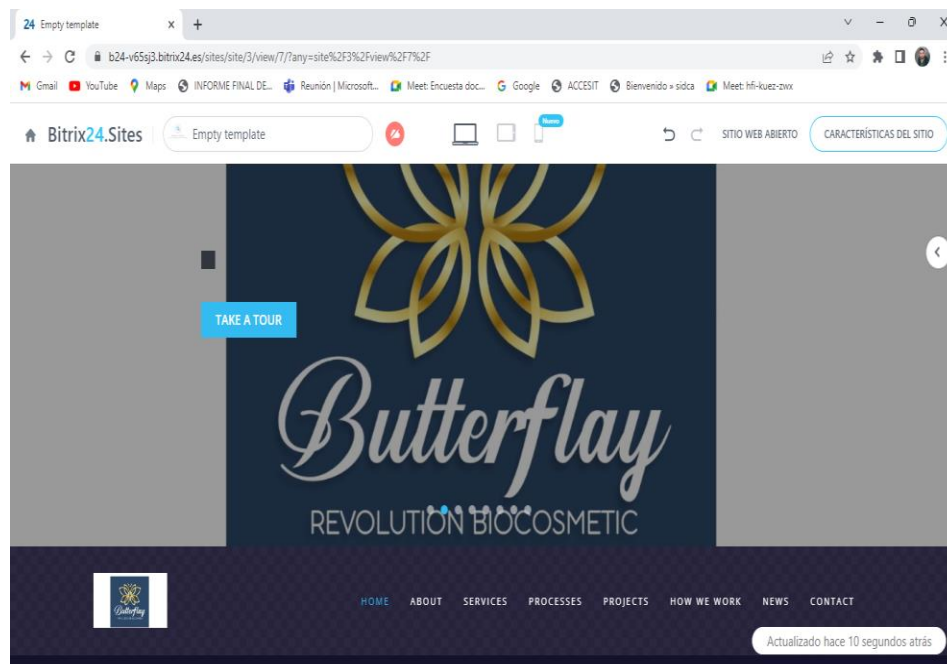 24 Empty template
b24-v65sj3.bitrix24.es/sites/site/3/view/7/?any=site%2F3%2Fview%2F7%2F
Gmail YouTube Maps INFORME FINAL DE... Reunión | Microsoft... Meet: Encuesta doc... Google ACCESIT Bienvenido » sidca Meet: hfi-kuez-zwx
Bitrix24.Sites Empty template Nuevo SITIO WEB ABIERTO CARACTERÍSTICAS DEL SITIO
TAKE A TOUR
Butterflay
REVOLUTION BIOCOSMETIC
Butterflay
HOME ABOUT SERVICES PROCESSES PROJECTS HOW WE WORK NEWS CONTACT
Actualizado hace 10 segundos atrás